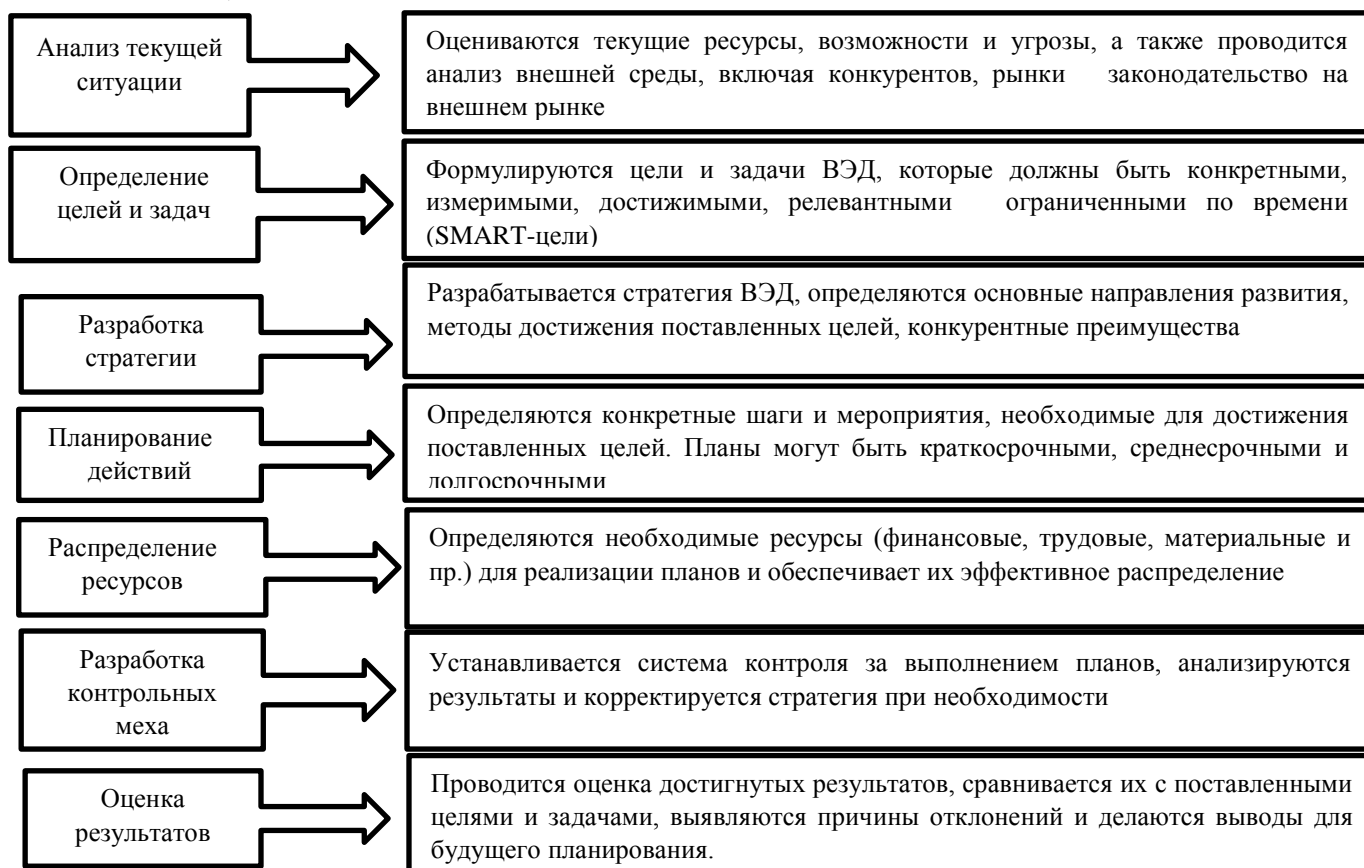 Анализ текущей
ситуации
Оцениваются текущие ресурсы, возможности и угрозы, а также проводится
анализ внешней среды, включая конкурентов, рынки законодательство на
внешнем рынке
Определение
целей и задач
Формулируются цели и задачи ВЭД, которые должны быть конкретными,
измеримыми, достижимыми, релевантными ограниченными по времени
(SMART-цели)
Разработка
стратегии
Разрабатывается стратегия ВЭД, определяются основные направления развития,
методы достижения поставленных целей, конкурентные преимущества
Планирование
действий
Определяются конкретные шаги и мероприятия, необходимые для достижения
поставленных целей. Планы могут быть краткосрочными, среднесрочными и
долгосрочными
Распределение
ресурсов
Определяются необходимые ресурсы (финансовые, трудовые, материальные и
пр.) для реализации планов и обеспечивает их эффективное распределение
Разработка
контрольных
меха
Устанавливается система контроля за выполнением планов, анализируются
результаты и корректируется стратегия при необходимости
Оценка
результатов
Проводится оценка достигнутых результатов, сравнивается их с поставленными
целями и задачами, выявляются причины отклонений и делаются выводы для
будущего планирования.